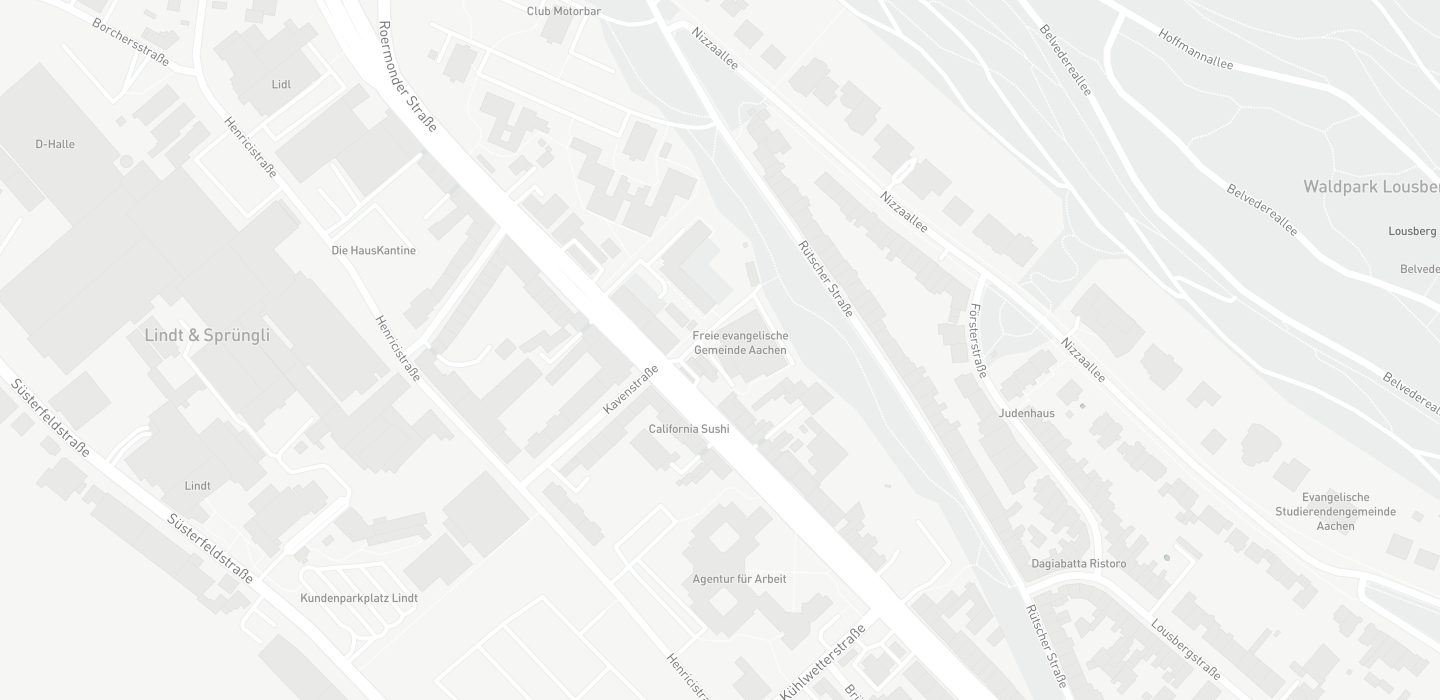 Club Motorbar
Borchersstraße
Roermonder Straße
Nizzaallee
Belvedereallee
Hoffmannallee
Lidl
D-Halle
Henricistraße
Waldpark Lousber
Nizzaallee
Belvedereallee
Lousberg
Die HausKantine
Rütscher Straße
Belvede
Lindt & Sprüngli
Henricistraße
Freie evangelische
Gemeinde Aachen
Försterstraße
Nizzaallee
Süsterfeldstraße
Kavenstraße
Belvedereal
Judenhaus
California Sushi
Lindt
Evangelische
Studierendengemeinde
Aachen
Süsterfeldstraße
Agentur für Arbeit
Dagiabatta Ristoro
Kundenparkplatz Lindt
Kühlwetterstraße
Rütscher Straße
Lousbergstraße
Henricistra
Brü